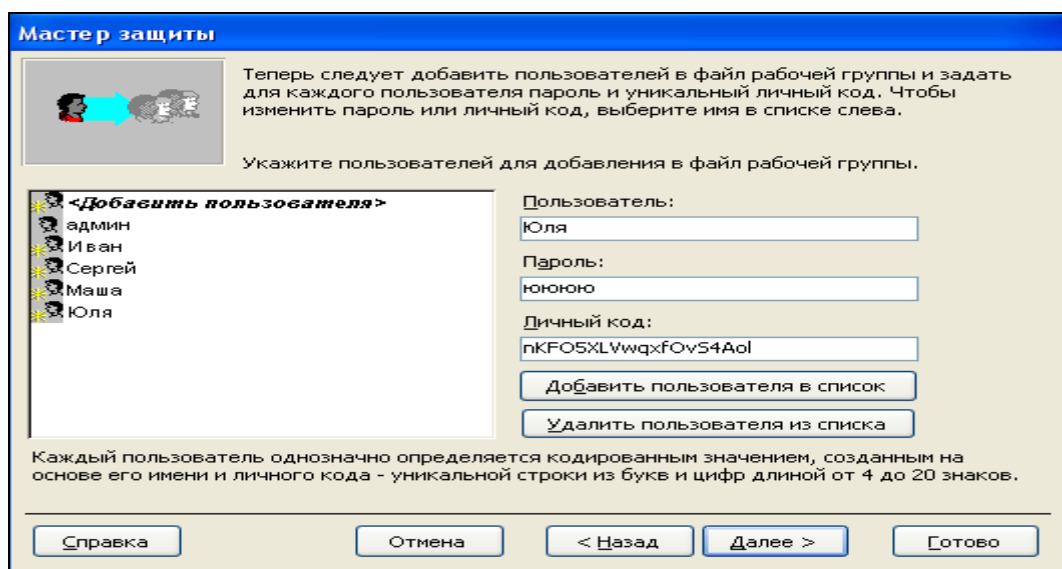 Мастер защиты
Теперь следует добавить пользователей в файл рабочей группы и задать
для каждого пользователя пароль и уникальный личный код. Чтобы
изменить пароль или личный код, выберите имя в списке слева.
Укажите пользователей для добавления в файл рабочей группы.
<Добавить пользователя>
админ
Иван
Сергей
Маша
Юля
Пользователь:
Юля
Пароль:
юююю
Личный код:
nKFO5XLVwqxfOvS4Aol
Добавить пользователя в список
Удалить пользователя из списка
Каждый пользователь однозначно определяется кодированным значением, созданным на
основе его имени и личного кода - уникальной строки из букв и цифр длиной от 4 до 20 знаков.
Справка
Отмена
< Назад
Далее >
Готово